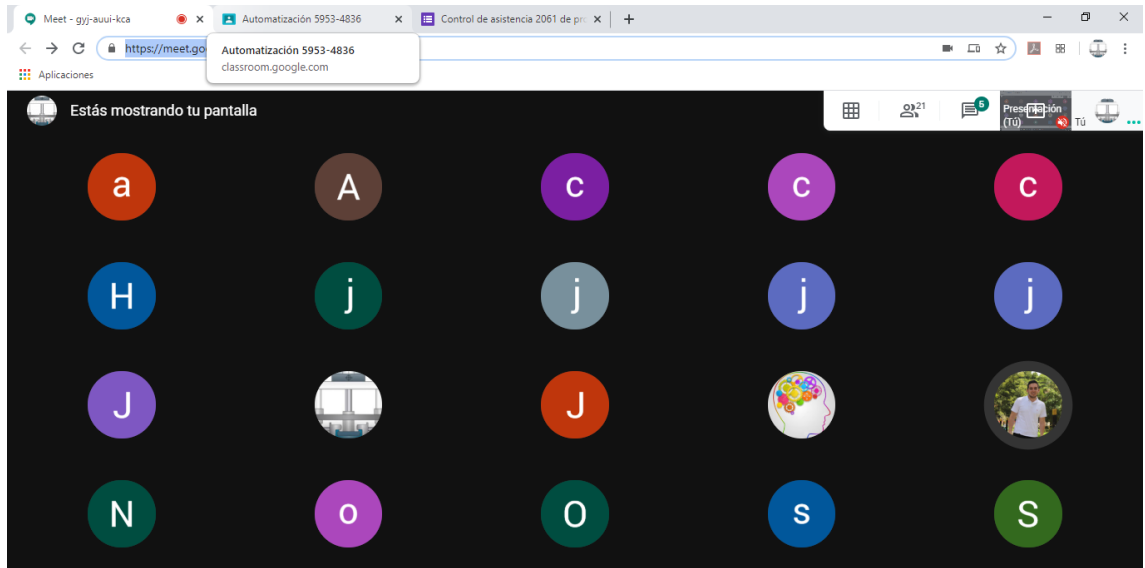 Meet - gyj-auui-kca
Automatización 5953-4836
Control de asistencia 2061 de pr
https://meet.go
Automatización 5953-4836
classroom.google.com
Aplicaciones
Estás mostrando tu pantalla
21
5
Presentación
(Tú)
Tú
a A c c c
H j j j j
J J
N o O s S